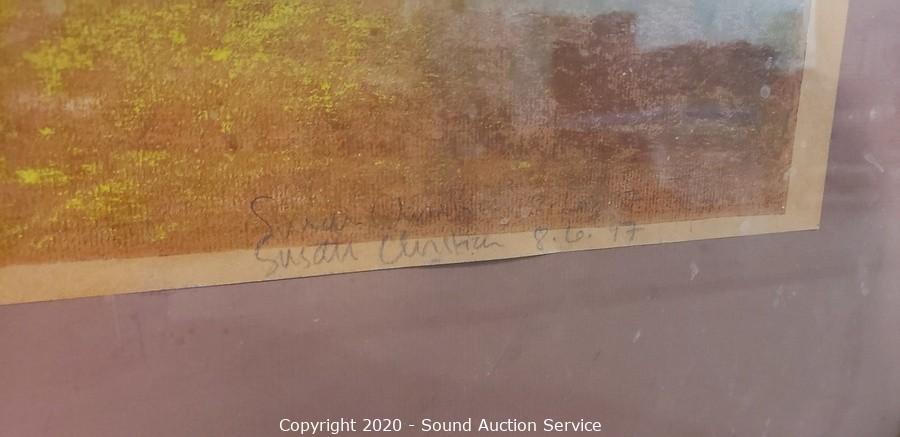 Susan Christian 8.6.97
Copyright 2020 - Sound Auction Service